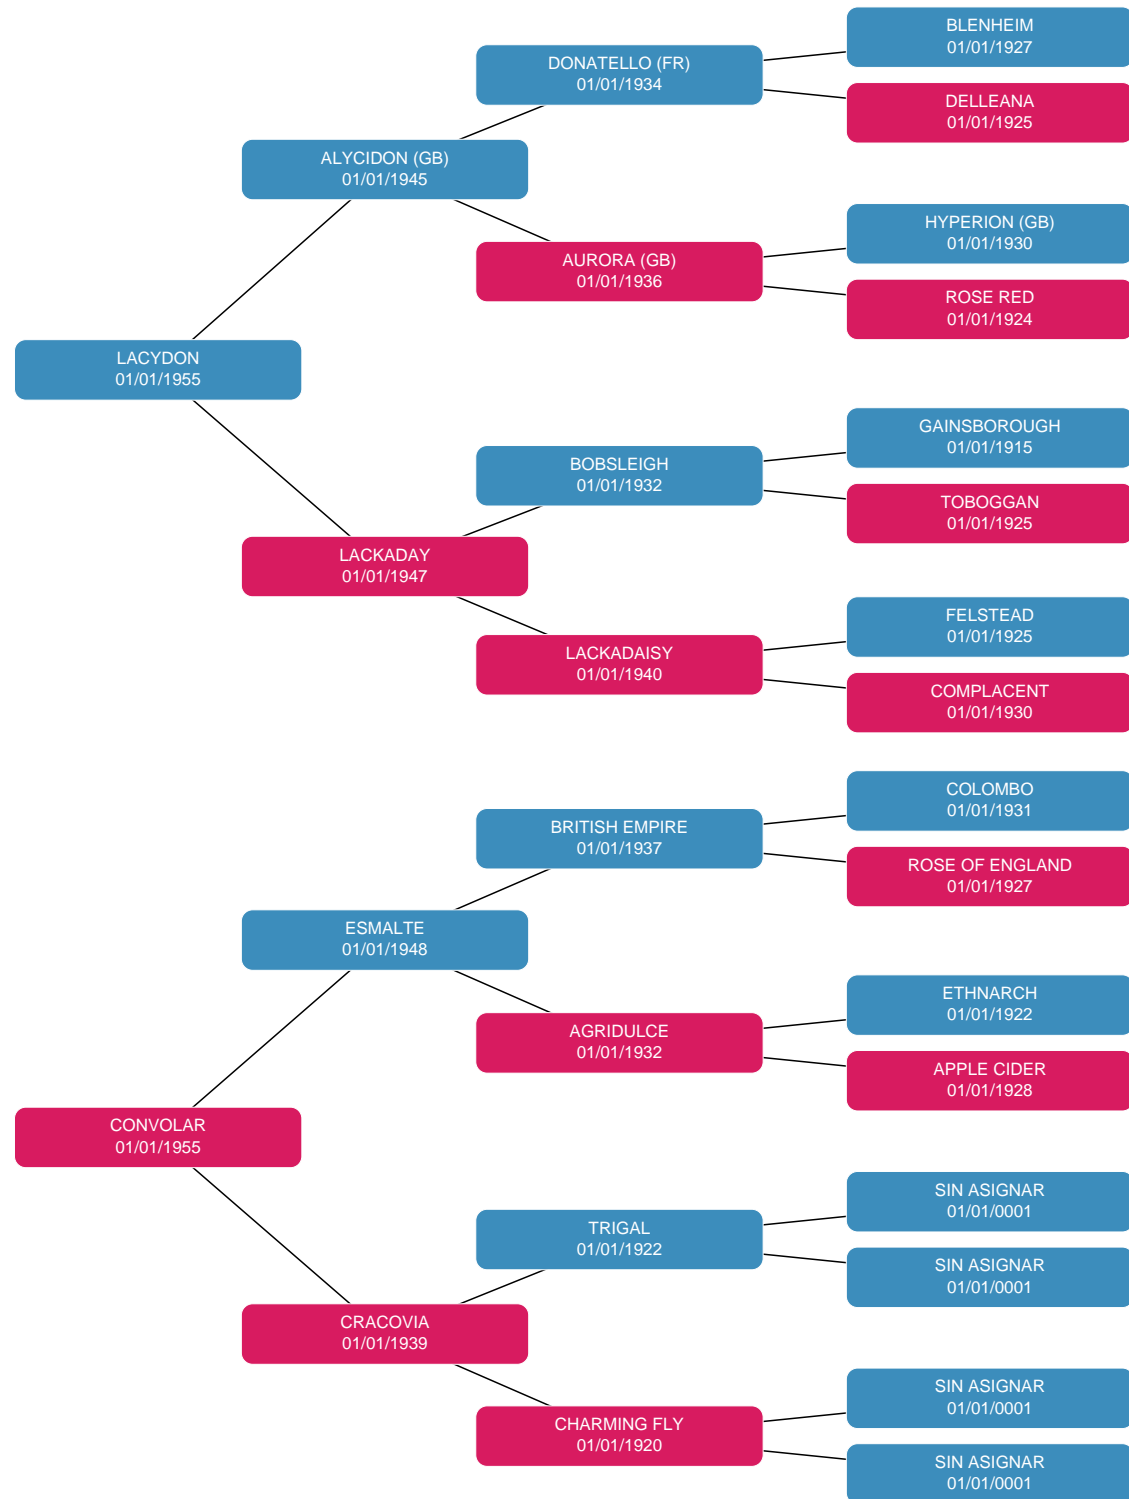 BLENHEIM
01/01/1927
DONATELLO (FR)
01/01/1934
DELLEANA
01/01/1925
ALYCIDON (GB)
01/01/1945
HYPERION (GB)
01/01/1930
AURORA (GB)
01/01/1936
ROSE RED
01/01/1924
LACYDON
01/01/1955
GAINSBOROUGH
01/01/1915
BOBSLEIGH
01/01/1932
TOBOGGAN
01/01/1925
LACKADAY
01/01/1947
FELSTEAD
01/01/1925
LACKADAISY
01/01/1940
COMPLACENT
01/01/1930
COLOMBO
01/01/1931
BRITISH EMPIRE
01/01/1937
ROSE OF ENGLAND
01/01/1927
ESMALTE
01/01/1948
ETHNARCH
01/01/1922
AGRIDULCE
01/01/1932
APPLE CIDER
01/01/1928
CONVOLAR
01/01/1955
SIN ASIGNAR
01/01/0001
TRIGAL
01/01/1922
SIN ASIGNAR
01/01/0001
CRACOVIA
01/01/1939
SIN ASIGNAR
01/01/0001
CHARMING FLY
01/01/1920
SIN ASIGNAR
01/01/0001